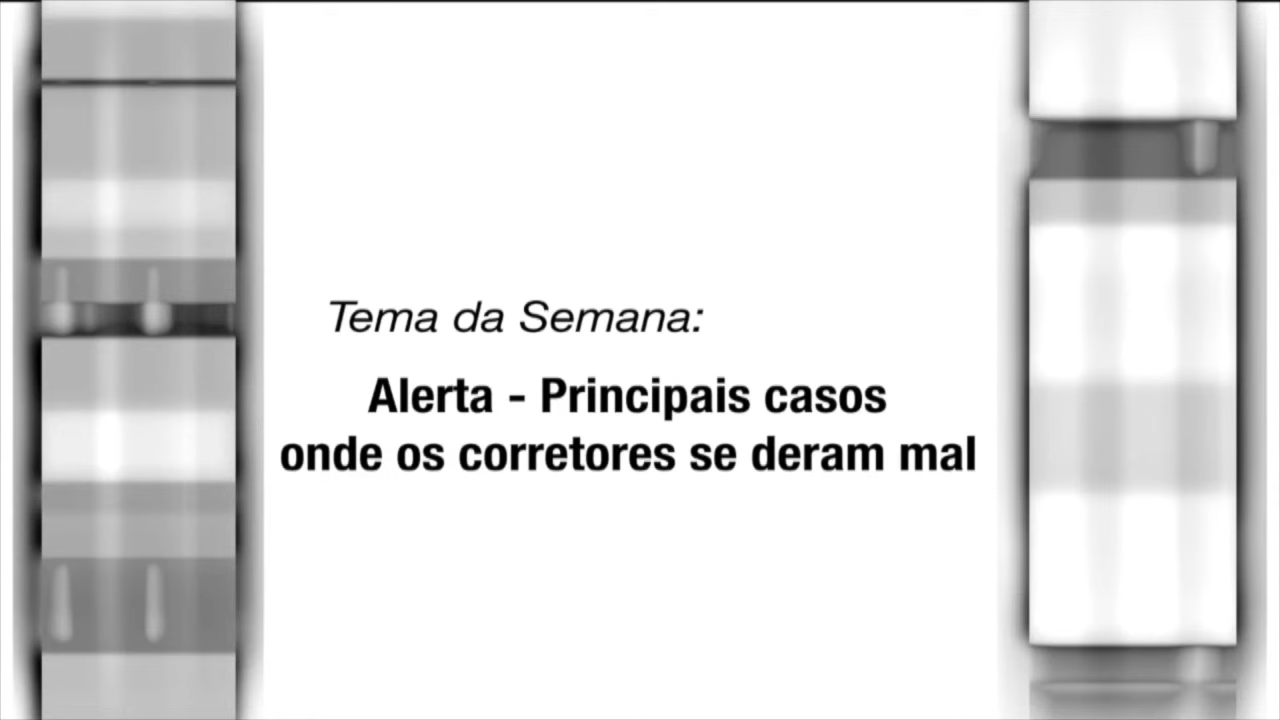 Tema da Semana:
Alerta - Principais casos
onde os corretores se deram mal